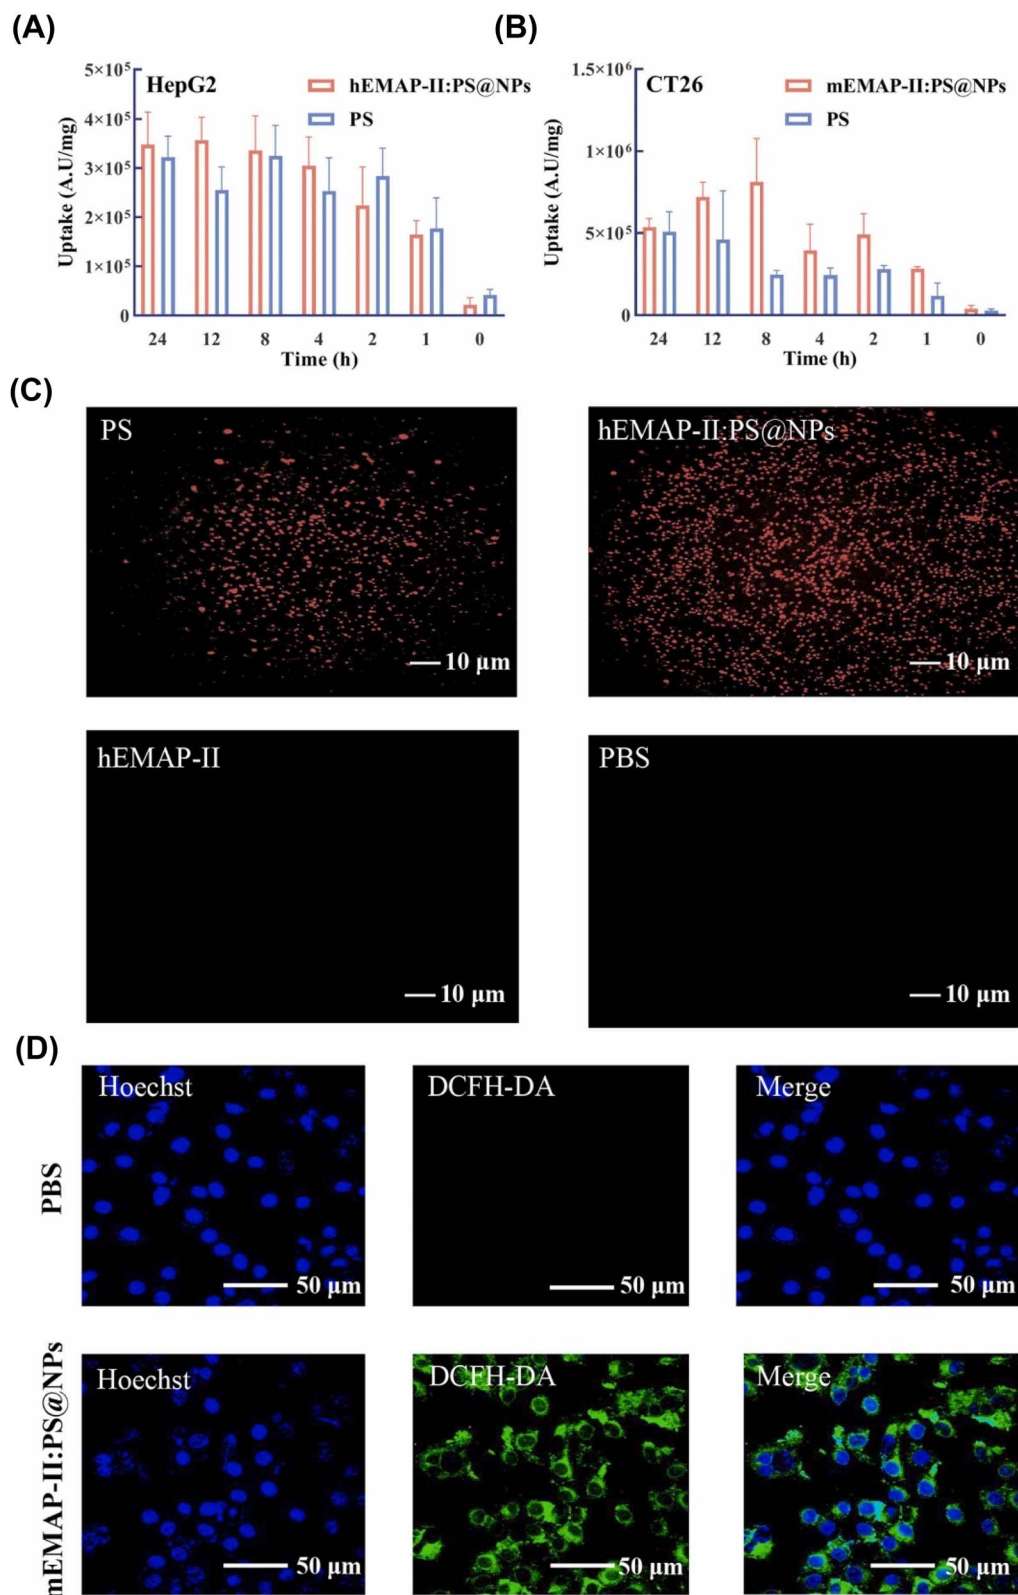 (A)
(B)
5×10⁵
4×10⁵
3×10⁵
2×10⁵
1×10⁵
0
Uptake (A.U/mg)
HepG2
hEMAP-II:PS@NPs
PS
24 12 8 4 2 1 0
Time (h)
1.5×10⁶
1×10⁶
5×10⁵
0
Uptake (A.U/mg)
CT26
mEMAP-II:PS@NPs
PS
24 12 8 4 2 1 0
Time (h)
(C)
PS
10 μm
hEMAP-II:PS@NPs
10 μm
hEMAP-II
10 μm
PBS
10 μm
(D)
PBS
Hoechst
50 μm
DCFH-DA
50 μm
Merge
50 μm
mEMAP-II:PS@NPs
Hoechst
50 μm
DCFH-DA
50 μm
Merge
50 μm